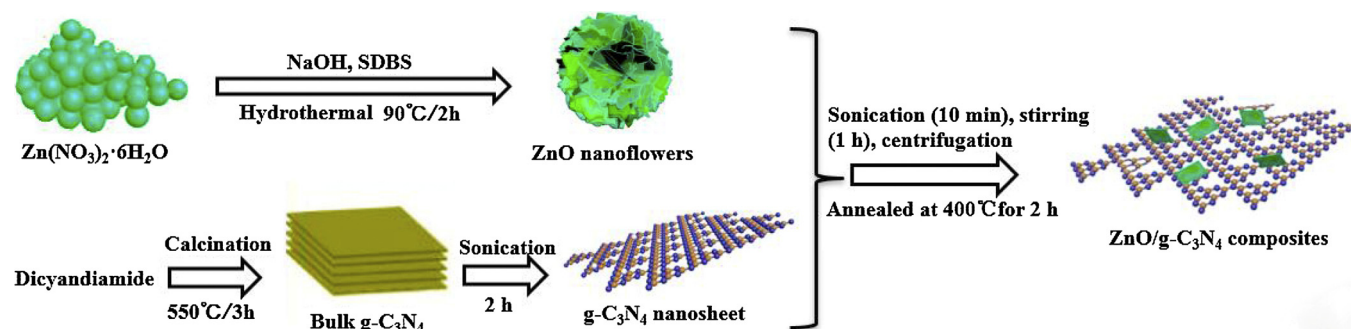 NaOH, SDBS
Hydrothermal 90℃/2h
Zn(NO₃)₂·6H₂O
ZnO nanoflowers
Sonication (10 min), stirring
(1 h), centrifugation
Annealed at 400℃for 2 h
ZnO/g-C₃N₄ composites
Dicyandiamide
Calcination
550℃/3h
Bulk g-C₃N₄
Sonication
2 h
g-C₃N₄ nanosheet